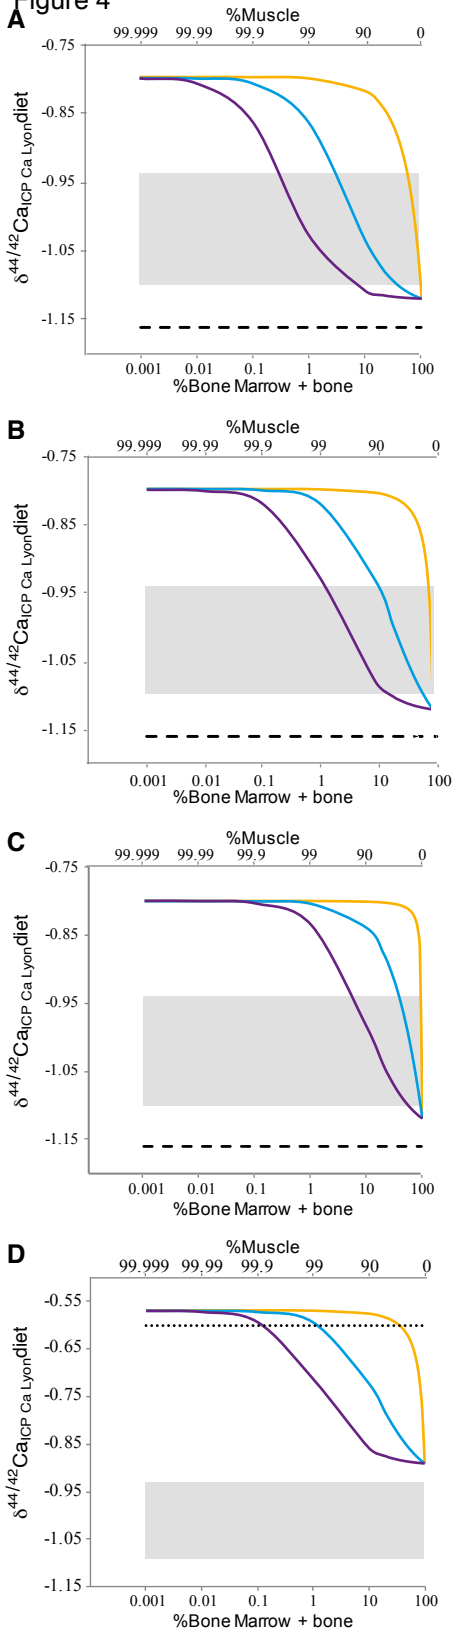 Figure 4
A
%Muscle
99.999 99.99 99.9 99 90 0
-0.75
-0.85
-0.95
-1.05
-1.15
δ44/42CaICP Ca Lyondiet
0.001 0.01 0.1 1 10 100
%Bone Marrow + bone
B
%Muscle
99.999 99.99 99.9 99 90 0
-0.75
-0.85
-0.95
-1.05
-1.15
δ44/42CaICP Ca Lyondiet
0.001 0.01 0.1 1 10 100
%Bone Marrow + bone
C
%Muscle
99.999 99.99 99.9 99 90 0
-0.75
-0.85
-0.95
-1.05
-1.15
δ44/42CaICP Ca Lyondiet
0.001 0.01 0.1 1 10 100
%Bone Marrow + bone
D
%Muscle
99.999 99.99 99.9 99 90 0
-0.55
-0.65
-0.75
-0.85
-0.95
-1.05
-1.15
δ44/42CaICP Ca Lyondiet
0.001 0.01 0.1 1 10 100
%Bone Marrow + bone